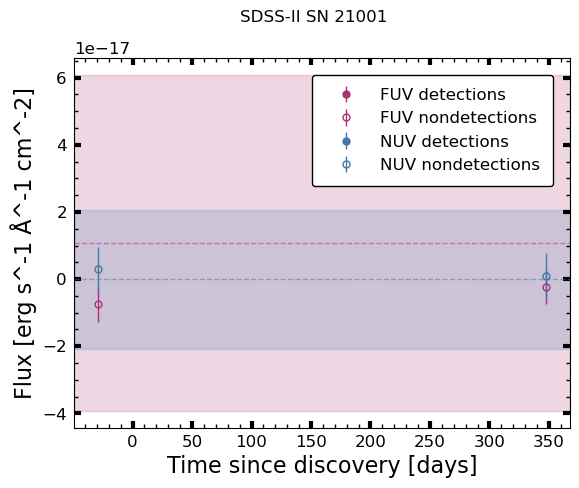 SDSS-II SN 21001
1e−17
6
4
2
0
−2
−4
Flux [erg s^-1 Å^-1 cm^-2]
FUV detections
FUV nondetections
NUV detections
NUV nondetections
0 50 100 150 200 250 300 350
Time since discovery [days]